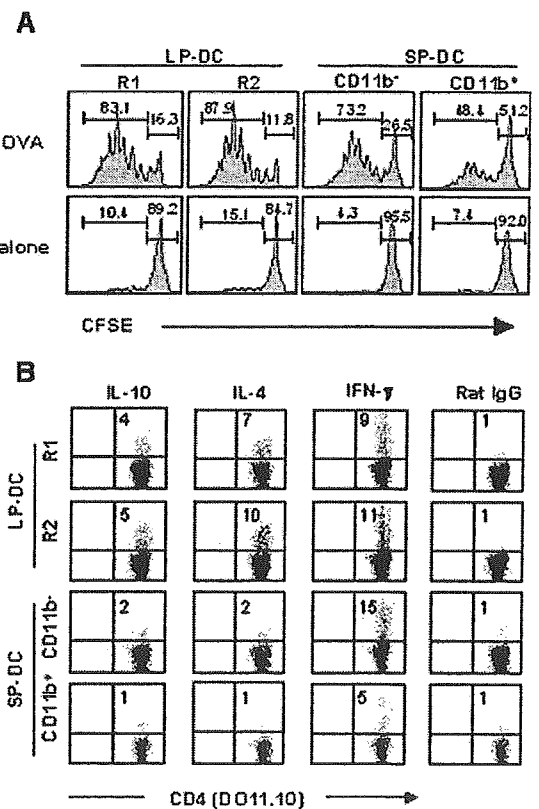 A
LP-DC SP-DC
R1 R2 CD11b- CD11b+
OVA
83.1 16.3 87.9 11.8 73.2 26.5 48.4 51.2
alone
10.4 89.2 15.1 84.7 4.3 95.5 7.4 92.0
CFSE
B
IL-10 IL-4 IFN-γ Rat IgG
LP-DC
R1
4 7 9 1
R2
5 10 11 1
SP-DC
CD11b-
2 2 15 1
CD11b+
1 1 5 1
CD4 (DO11.10)